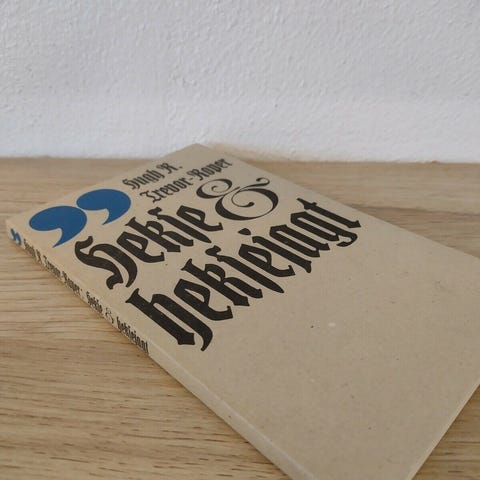 ”
Hugh R.
Trevor-Roper
Hekse &
heksejagt
” Hugh R. Trevor-Roper: Hekse & heksejagt